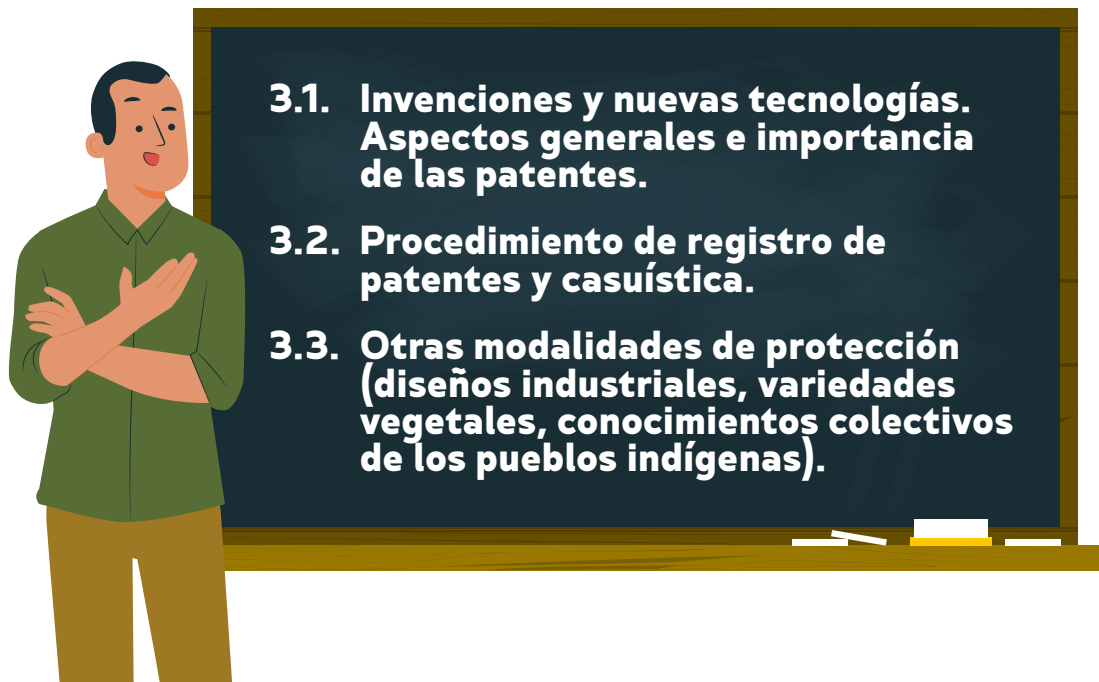 3.1. Invenciones y nuevas tecnologías.
Aspectos generales e importancia
de las patentes.
3.2. Procedimiento de registro de
patentes y casuística.
3.3. Otras modalidades de protección
(diseños industriales, variedades
vegetales, conocimientos colectivos
de los pueblos indígenas).